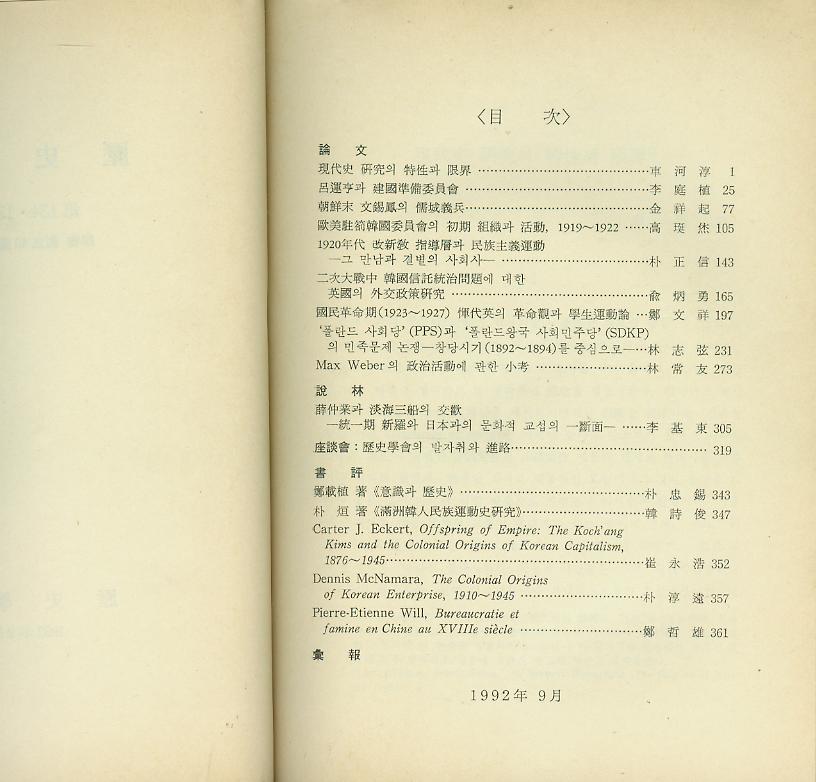 〈目 次〉
論 文
現代史 硏究의 特性과 限界 ……………………………… 車 河 淳 1
呂運亨과 建國準備委員會 ……………………………… 李 庭 植 25
朝鮮末 文錫鳳의 儒城義兵……………………………… 金 祥 起 77
歐美駐箚韓國委員會의 初期 組織과 活動, 1919～1922 ……高 珽 烋 105
1920年代 改新敎 指導層과 民族主義運動
—그 만남과 결별의 사회사— ……………………… 朴 正 信 143
二次大戰中 韓國信託統治問題에 대한
英國의 外交政策硏究 ……………………………… 兪 炳 勇 165
國民革命期(1923～1927) 惲代英의 革命觀과 學生運動論 …鄭 文 祥 197
‘폴란드 사회당’(PPS)과 ‘폴란드왕국 사회민주당’(SDKP)
의 민족문제 논쟁—창당시기(1892～1894)를 중심으로—…林 志 弦 231
Max Weber의 政治活動에 관한 小考 ……………………林 常 友 273
說 林
薛仲業과 淡海三船의 交歡
—統一期 新羅와 日本과의 문화적 교섭의 一斷面— ……李 基 東 305
座談會：歷史學會의 발자취와 進路……………………………… 319
書 評
鄭載植 著《意識과 歷史》 ………………………………朴 忠 錫 343
朴 烜 著《滿洲韓人民族運動史硏究》……………………韓 詩 俊 347
Carter J. Eckert, Offspring of Empire: The Koch'ang
Kims and the Colonial Origins of Korean Capitalism,
1876～1945………………………………………………崔 永 浩 352
Dennis McNamara, The Colonial Origins
of Korean Enterprise, 1910～1945 ……………………朴 淳 遠 357
Pierre-Etienne Will, Bureaucratie et
famine en Chine au XVIIIe siècle ……………………鄭 哲 雄 361
彙 報
1992年 9月